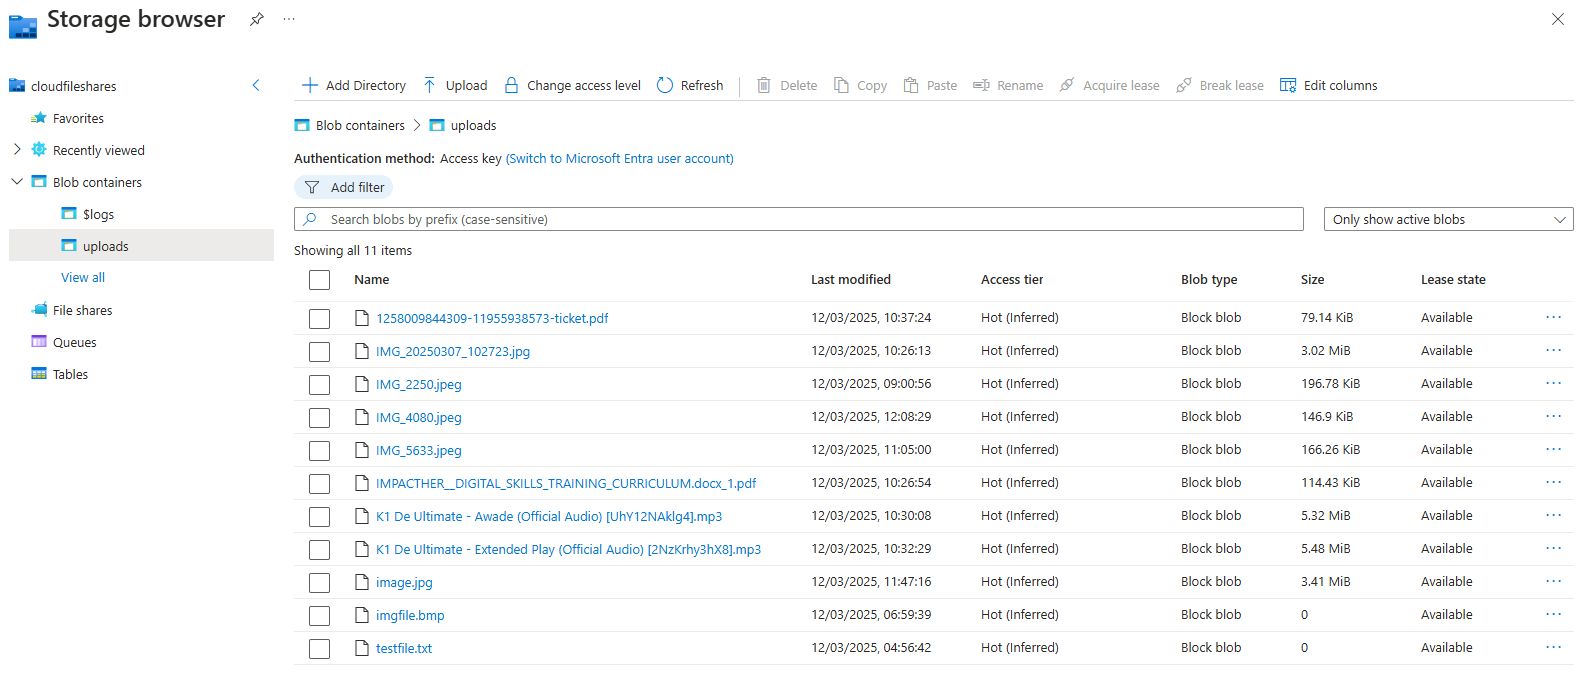 Storage browser
cloudfileshares
Favorites
Recently viewed
Blob containers
$logs
uploads
View all
File shares
Queues
Tables
Add Directory Upload Change access level Refresh Delete Copy Paste Rename Acquire lease Break lease Edit columns
Blob containers > uploads
Authentication method: Access key (Switch to Microsoft Entra user account)
Add filter
Search blobs by prefix (case-sensitive) Only show active blobs
Showing all 11 items
Name Last modified Access tier Blob type Size Lease state
1258009844309-11955938573-ticket.pdf 12/03/2025, 10:37:24 Hot (Inferred) Block blob 79.14 KiB Available ...
IMG_20250307_102723.jpg 12/03/2025, 10:26:13 Hot (Inferred) Block blob 3.02 MiB Available ...
IMG_2250.jpeg 12/03/2025, 09:00:56 Hot (Inferred) Block blob 196.78 KiB Available ...
IMG_4080.jpeg 12/03/2025, 12:08:29 Hot (Inferred) Block blob 146.9 KiB Available ...
IMG_5633.jpeg 12/03/2025, 11:05:00 Hot (Inferred) Block blob 166.26 KiB Available ...
IMPACTHER__DIGITAL_SKILLS_TRAINING_CURRICULUM.docx_1.pdf 12/03/2025, 10:26:54 Hot (Inferred) Block blob 114.43 KiB Available ...
K1 De Ultimate - Awade (Official Audio) [UhY12NAklg4].mp3 12/03/2025, 10:30:08 Hot (Inferred) Block blob 5.32 MiB Available ...
K1 De Ultimate - Extended Play (Official Audio) [2NzKrhy3hX8].mp3 12/03/2025, 10:32:29 Hot (Inferred) Block blob 5.48 MiB Available ...
image.jpg 12/03/2025, 11:47:16 Hot (Inferred) Block blob 3.41 MiB Available ...
imgfile.bmp 12/03/2025, 06:59:39 Hot (Inferred) Block blob 0 Available ...
testfile.txt 12/03/2025, 04:56:42 Hot (Inferred) Block blob 0 Available ...